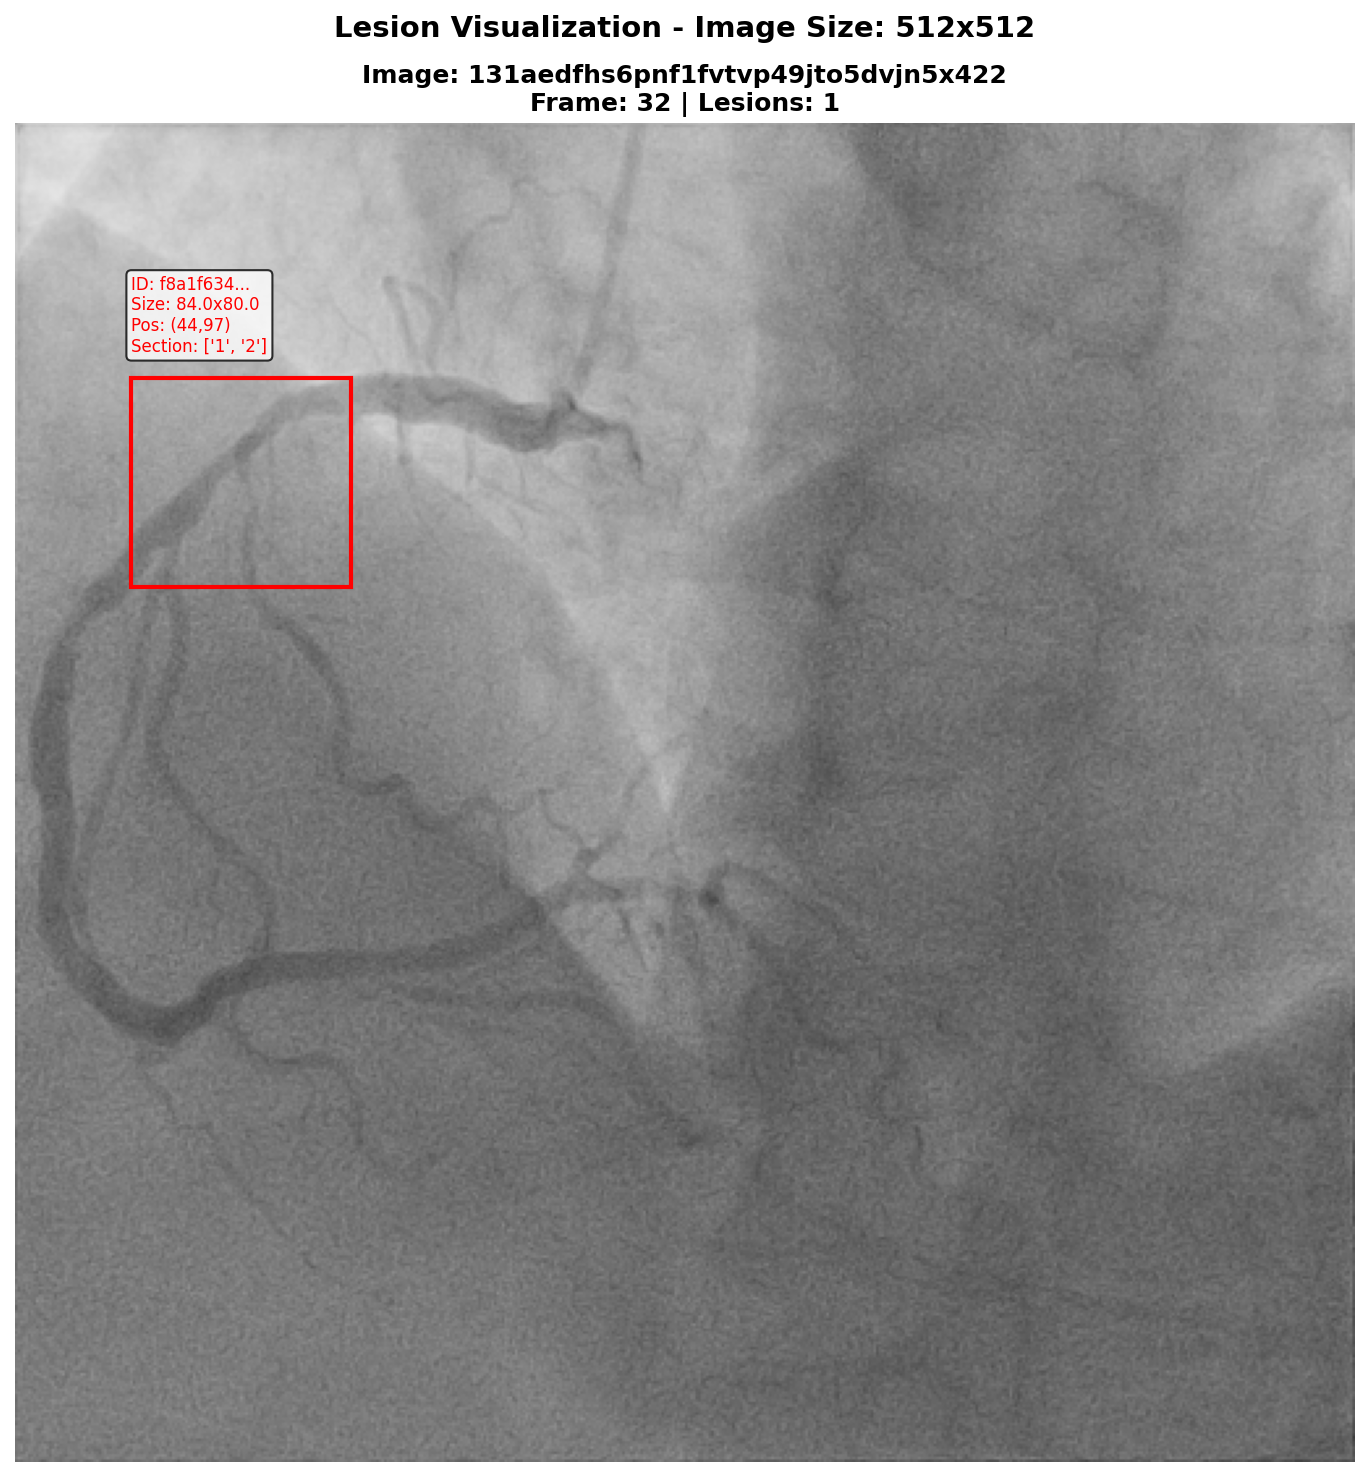 Lesion Visualization - Image Size: 512x512
Image: 131aedfhs6pnf1fvtvp49jto5dvjn5x422
Frame: 32 | Lesions: 1
ID: f8a1f634...
Size: 84.0x80.0
Pos: (44,97)
Section: ['1', '2']